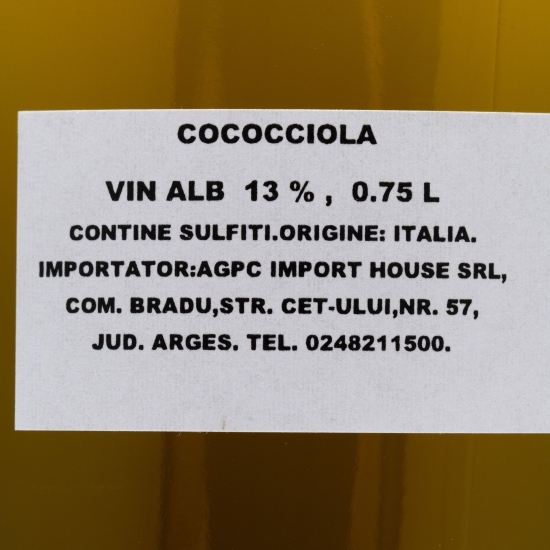 COCOCCIOLA
VIN ALB 13 % , 0.75 L
CONTINE SULFITI.ORIGINE: ITALIA.
IMPORTATOR:AGPC IMPORT HOUSE SRL,
COM. BRADU,STR. CET-ULUI,NR. 57,
JUD. ARGES. TEL. 0248211500.